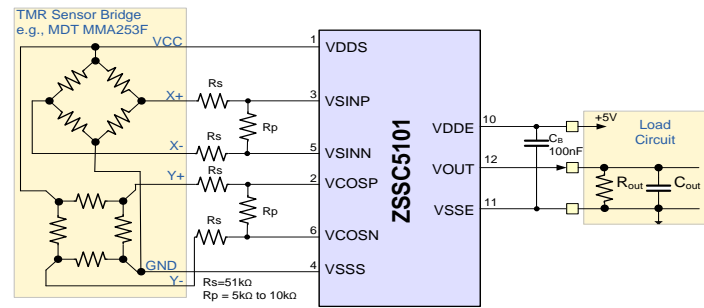 TMR Sensor Bridge
e.g., MDT MMA253F
VCC
1
VDDS
X+
Rs
3
VSINP
Rp
X-
Rs
5
VSINN
Y+
Rs
2
VCOSP
Rs
Rp
6
VCOSN
GND
4
VSSS
Y-
Rs=51kΩ
Rp = 5kΩ to 10kΩ
ZSSC5101
VDDE
10
CB
100nF
+5V
Load
Circuit
VOUT
12
Rout
Cout
VSSE
11